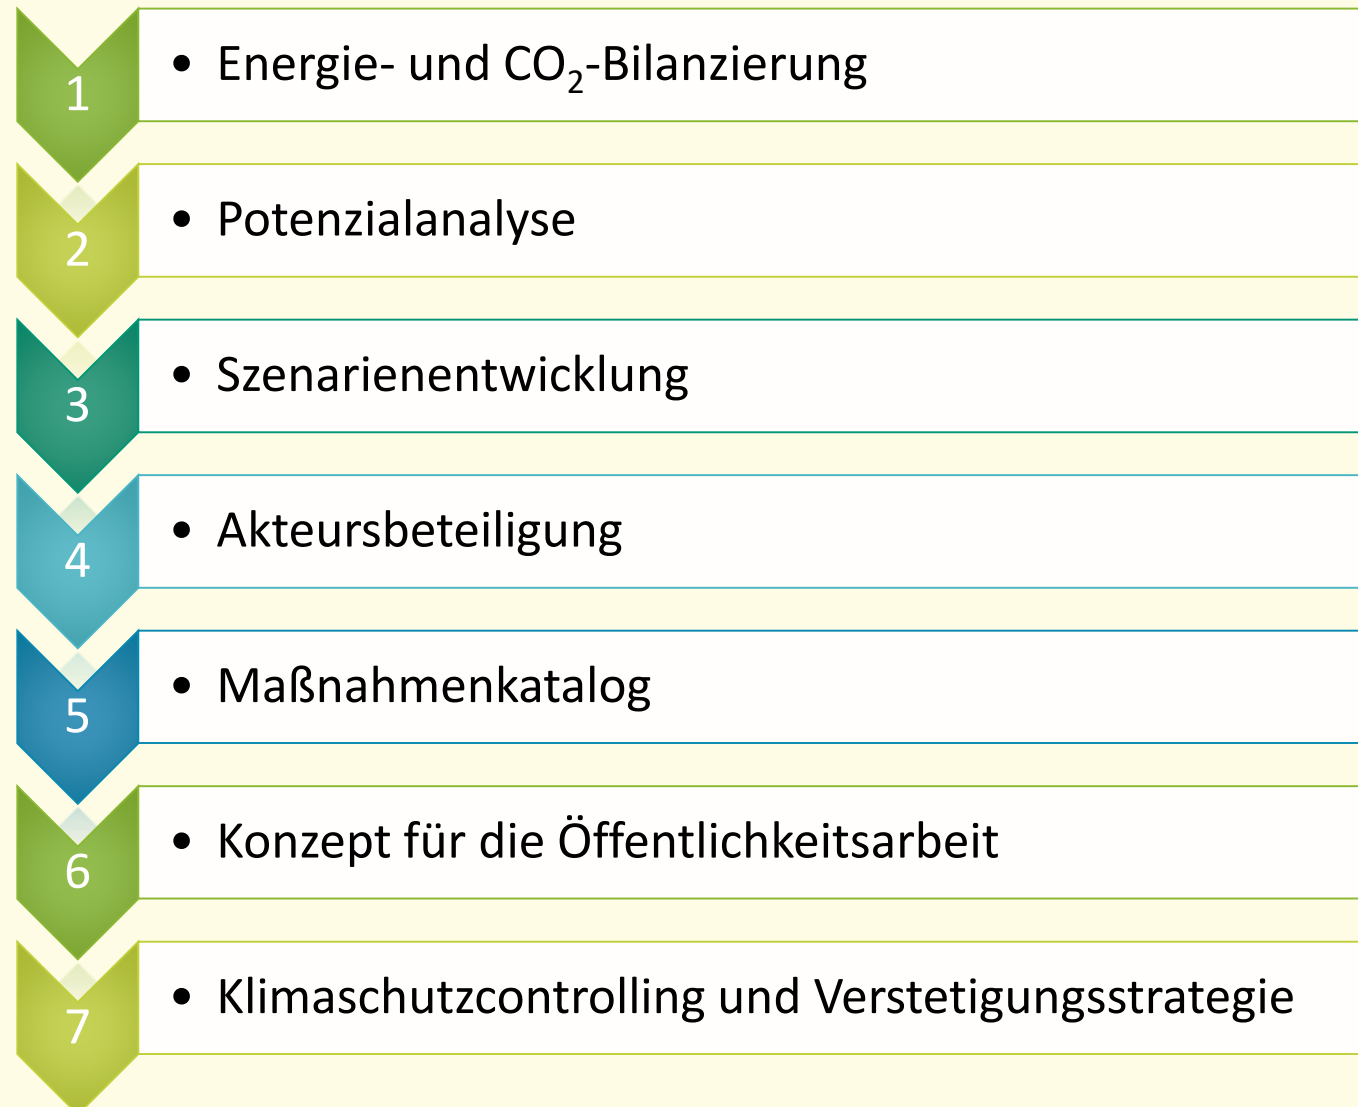 1
• Energie- und CO₂-Bilanzierung
2
• Potenzialanalyse
3
• Szenarienentwicklung
4
• Akteursbeteiligung
5
• Maßnahmenkatalog
6
• Konzept für die Öffentlichkeitsarbeit
7
• Klimaschutzcontrolling und Verstetigungsstrategie